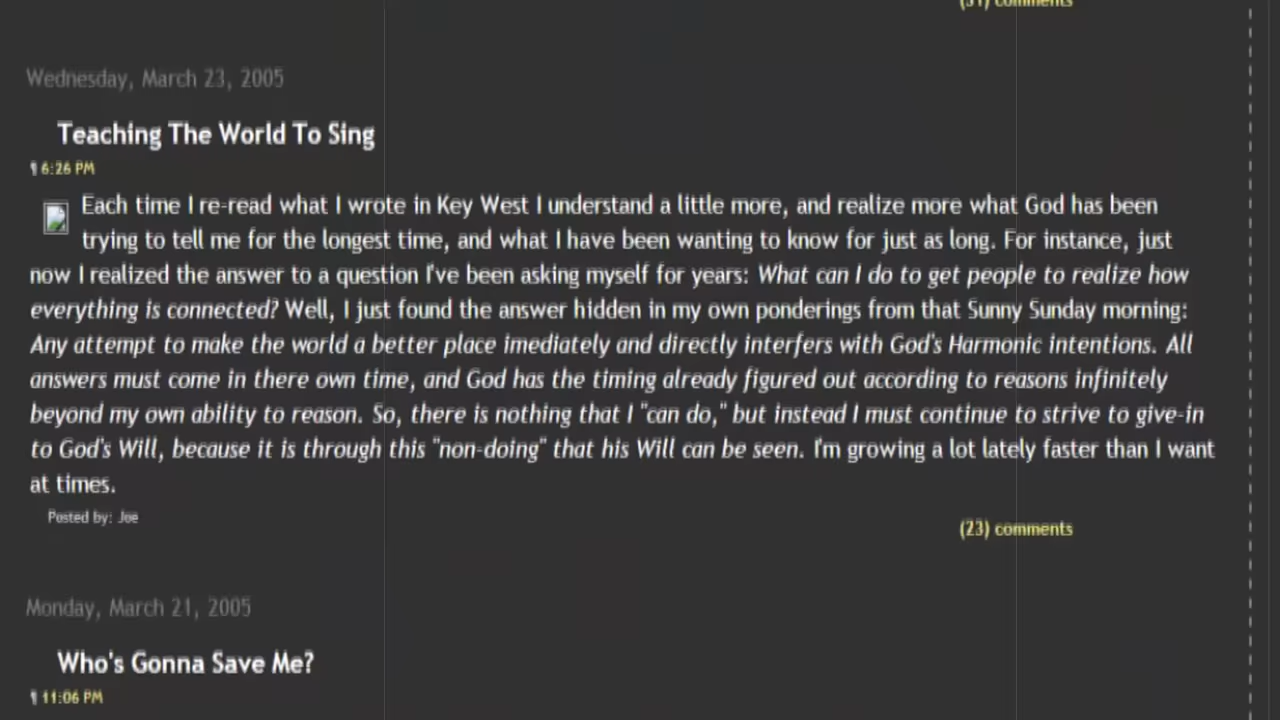 (51) comments
Wednesday, March 23, 2005
Teaching The World To Sing
¶ 6:26 PM
Each time I re-read what I wrote in Key West I understand a little more, and realize more what God has been
trying to tell me for the longest time, and what I have been wanting to know for just as long. For instance, just
now I realized the answer to a question I've been asking myself for years: What can I do to get people to realize how
everything is connected? Well, I just found the answer hidden in my own ponderings from that Sunny Sunday morning:
Any attempt to make the world a better place imediately and directly interfers with God's Harmonic intentions. All
answers must come in there own time, and God has the timing already figured out according to reasons infinitely
beyond my own ability to reason. So, there is nothing that I "can do," but instead I must continue to strive to give-in
to God's Will, because it is through this "non-doing" that his Will can be seen. I'm growing a lot lately faster than I want
at times.
Posted by: Joe
(23) comments
Monday, March 21, 2005
Who's Gonna Save Me?
¶ 11:06 PM